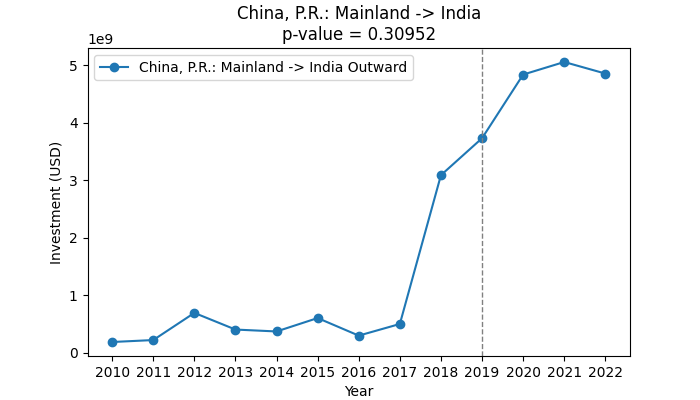 China, P.R.: Mainland -> India
p-value = 0.30952
1e9
China, P.R.: Mainland -> India Outward
Investment (USD)
5
4
3
2
1
0
2010 2011 2012 2013 2014 2015 2016 2017 2018 2019 2020 2021 2022
Year